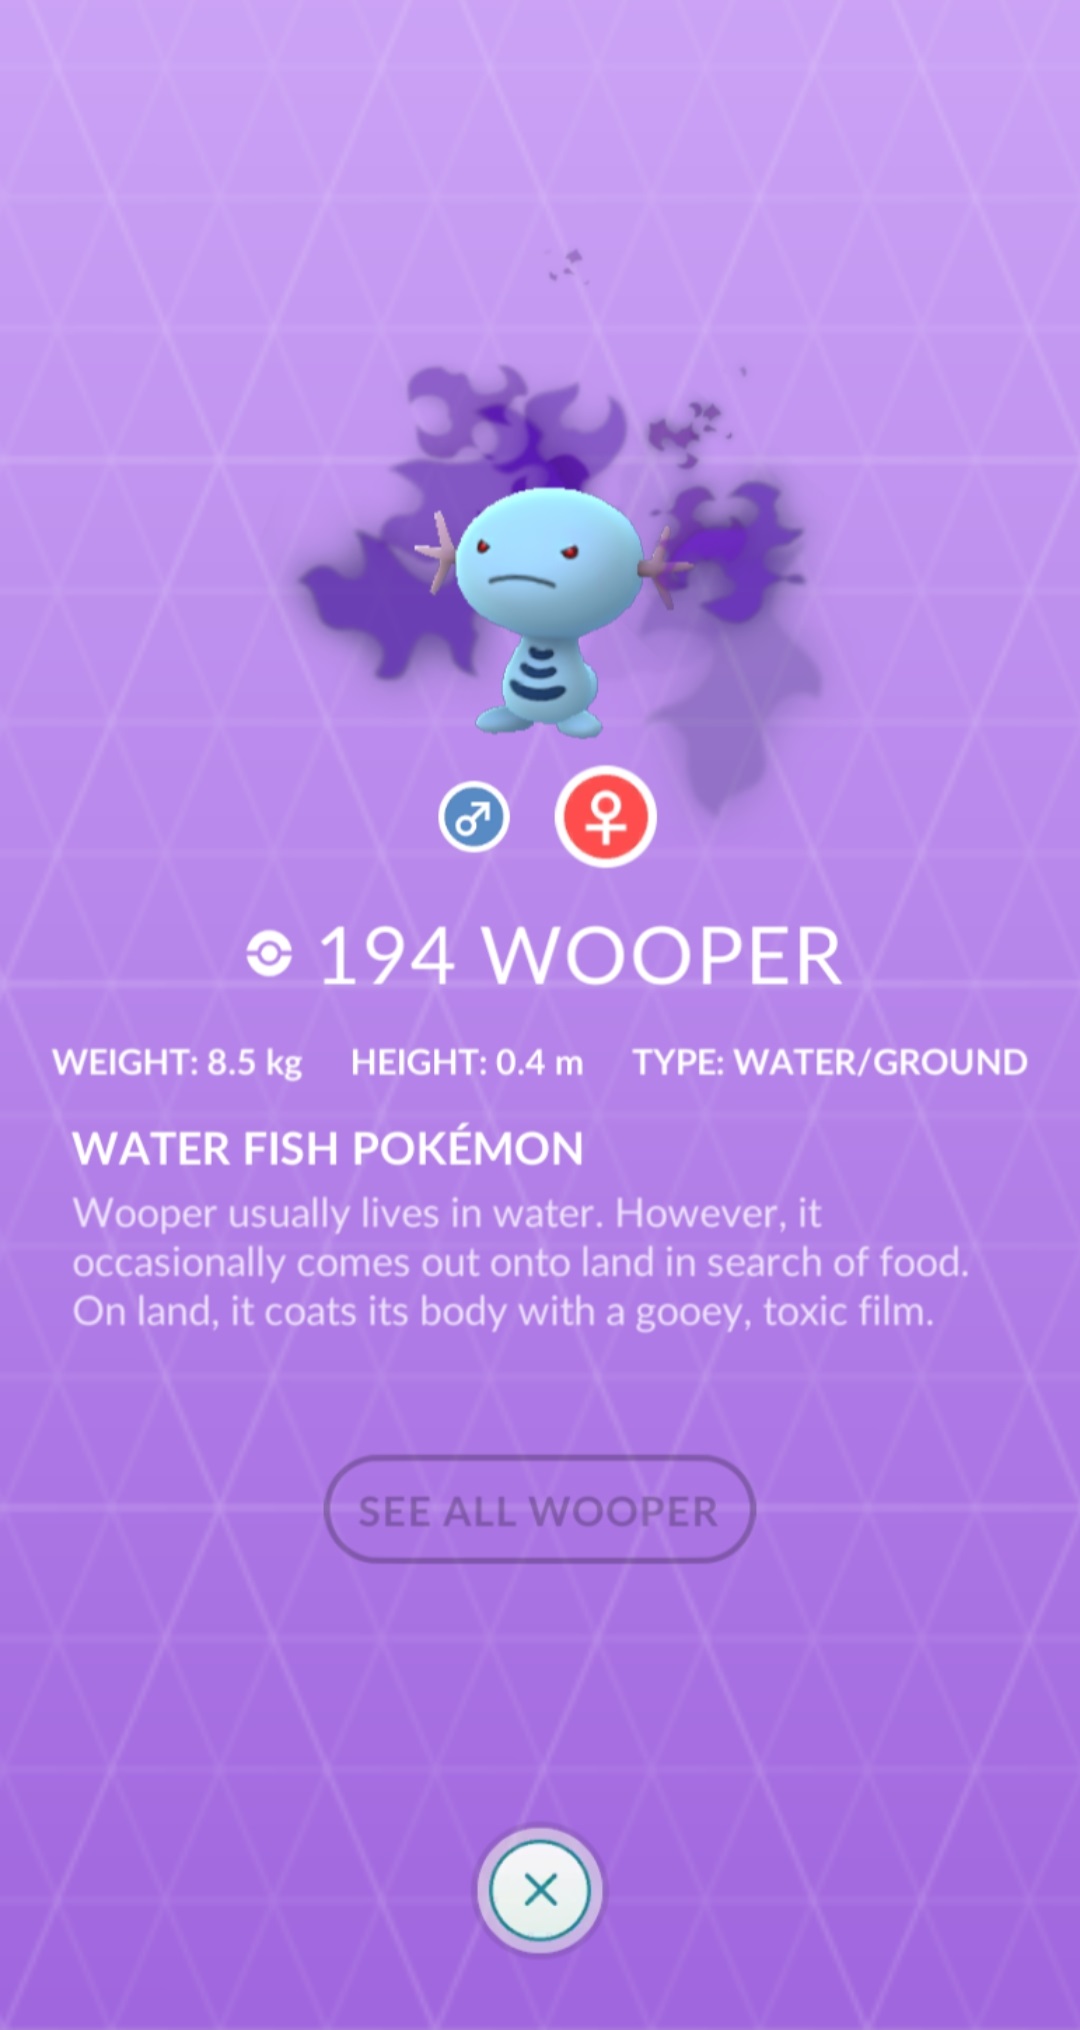 194 WOOPER
WEIGHT: 8.5 kg HEIGHT: 0.4 m TYPE: WATER/GROUND
WATER FISH POKÉMON
Wooper usually lives in water. However, it
occasionally comes out onto land in search of food.
On land, it coats its body with a gooey, toxic film.
SEE ALL WOOPER